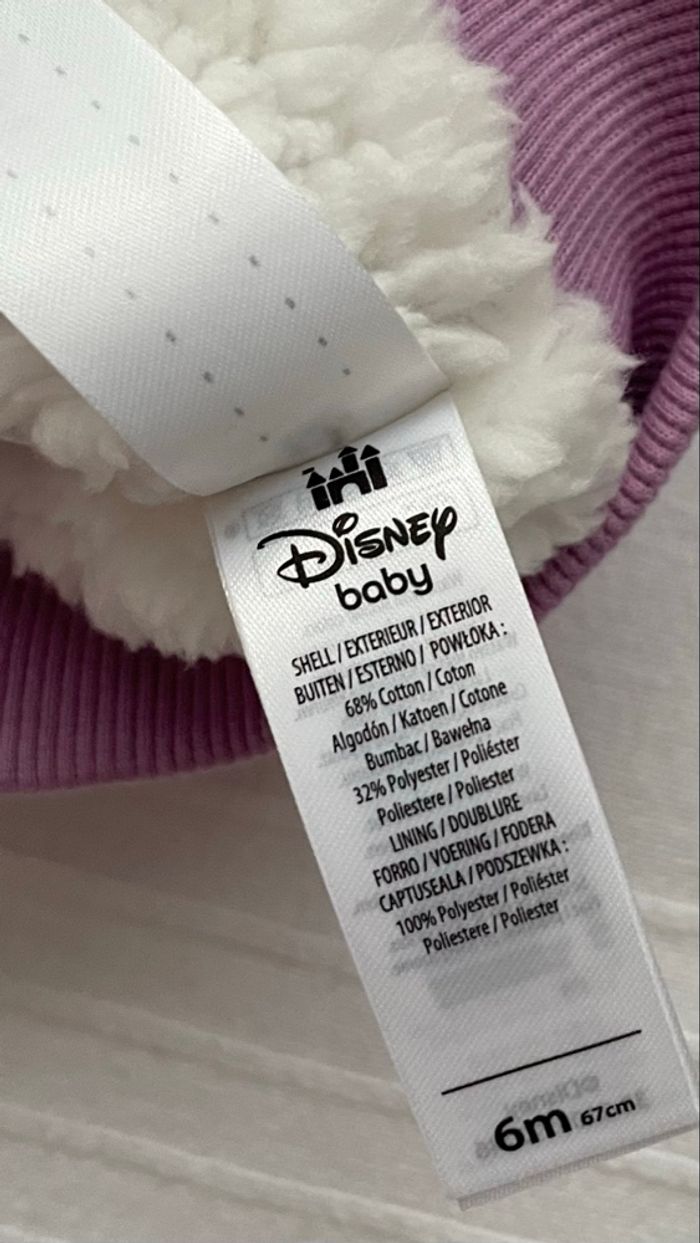 Disney
baby
SHELL / EXTERIEUR / EXTERIOR
BUITEN / ESTERNO / POWŁOKA :
68% Cotton / Coton
Algodón / Katoen / Cotone
Bumbac / Bawełna
32% Polyester / Poliéster
Poliestere / Poliester
LINING / DOUBLURE
FORRO / VOERING / FODERA
CAPTUSEALA / PODSZEWKA :
100% Polyester / Poliéster
Poliestere / Poliester
6m 67cm